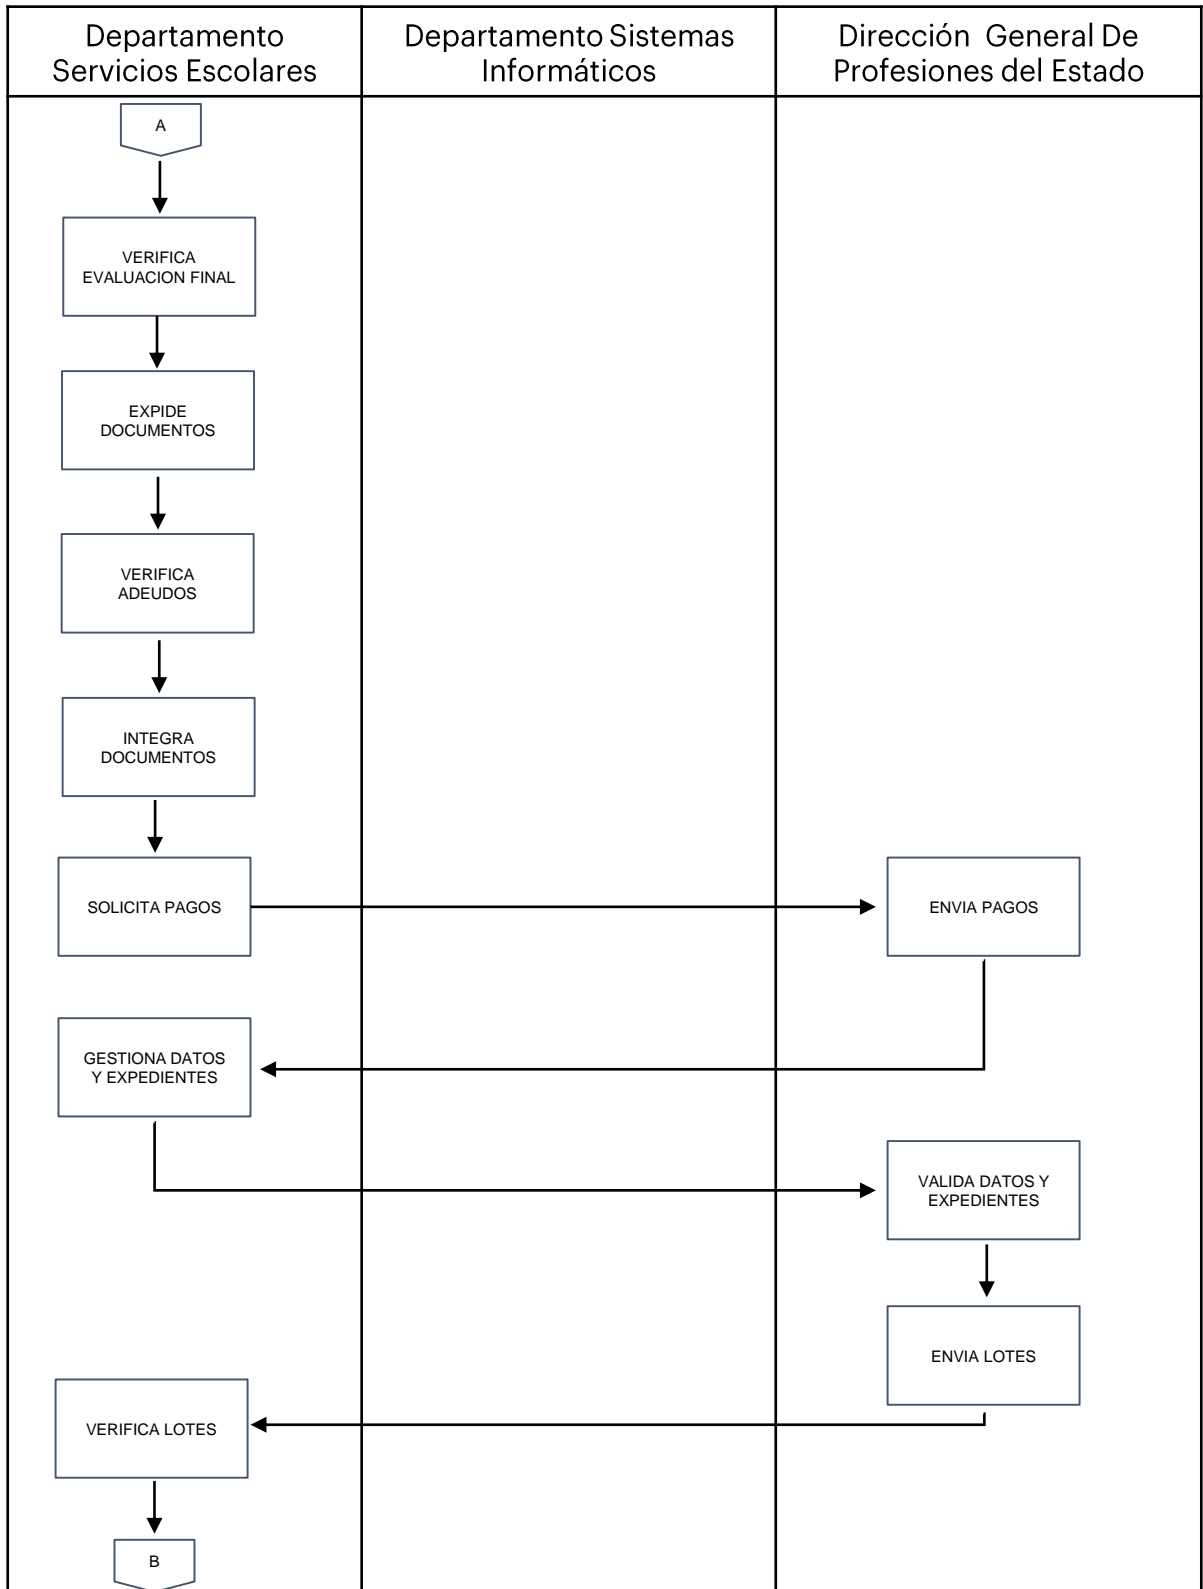 Departamento
Servicios Escolares
Departamento Sistemas
Informáticos
Dirección  General De
Profesiones del Estado
A
VERIFICA
EVALUACION FINAL
EXPIDE
DOCUMENTOS
VERIFICA
ADEUDOS
INTEGRA
DOCUMENTOS
SOLICITA PAGOS
ENVIA PAGOS
GESTIONA DATOS
Y EXPEDIENTES
VALIDA DATOS Y
EXPEDIENTES
ENVIA LOTES
VERIFICA LOTES
B